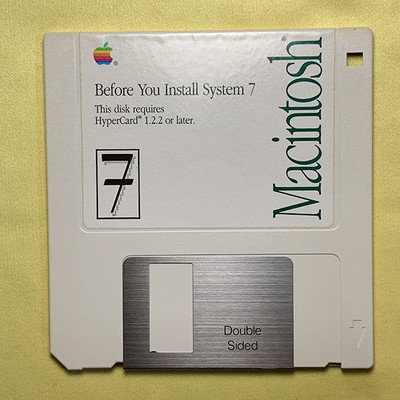 Before You Install System 7
This disk requires
HyperCard® 1.2.2 or later.
7
Macintosh®
Double
Sided